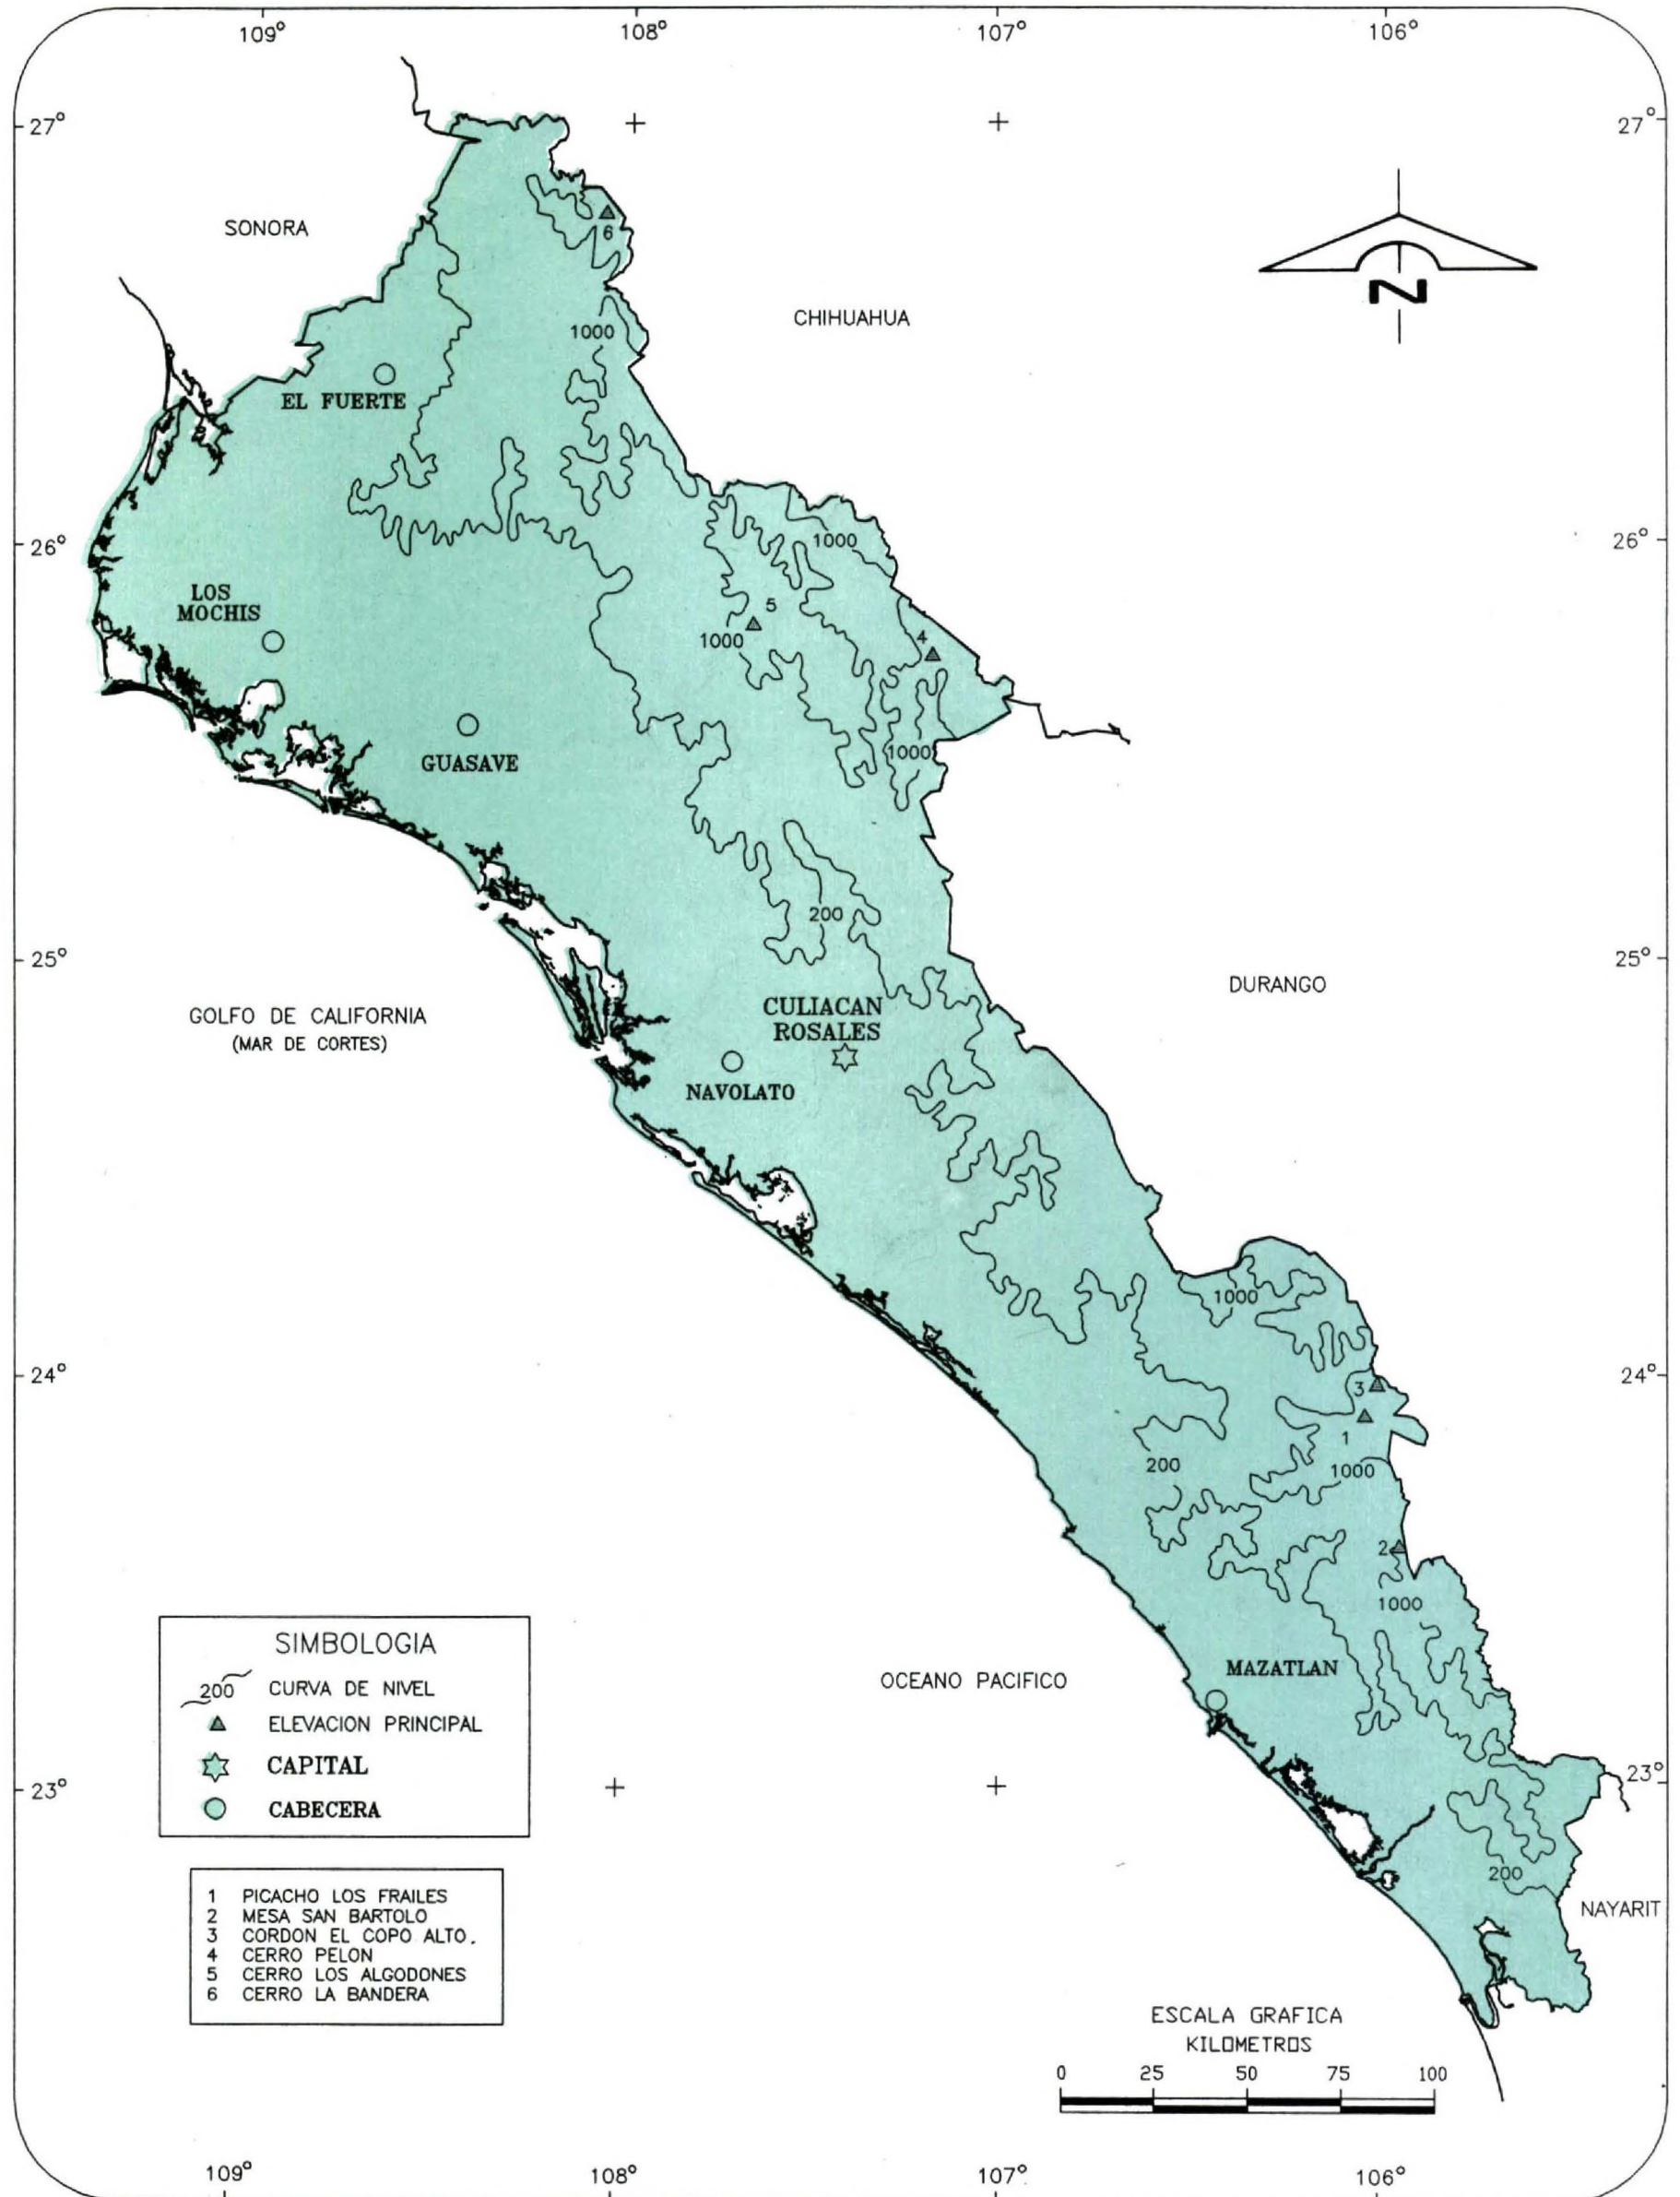 109° 108° 107° 106°
27° 27°
SONORA
6
N
CHIHUAHUA
1000
EL FUERTE
26° 26°
1000
LOS
MOCHIS
5
1000
4
GUASAVE
1000
200
25° 25°
DURANGO
CULIACAN
ROSALES
GOLFO DE CALIFORNIA
(MAR DE CORTES)
NAVOLATO
1000
24° 24°
3
1
200
1000
2
1000
MAZATLAN
OCEANO PACIFICO
SIMBOLOGIA
200 CURVA DE NIVEL
ELEVACION PRINCIPAL
CAPITAL
CABECERA
23° 23°
200
NAYARIT
1 PICACHO LOS FRAILES
2 MESA SAN BARTOLO
3 CORDON EL COPO ALTO.
4 CERRO PELON
5 CERRO LOS ALGODONES
6 CERRO LA BANDERA
ESCALA GRAFICA
KILOMETROS
0 25 50 75 100
109° 108° 107° 106°